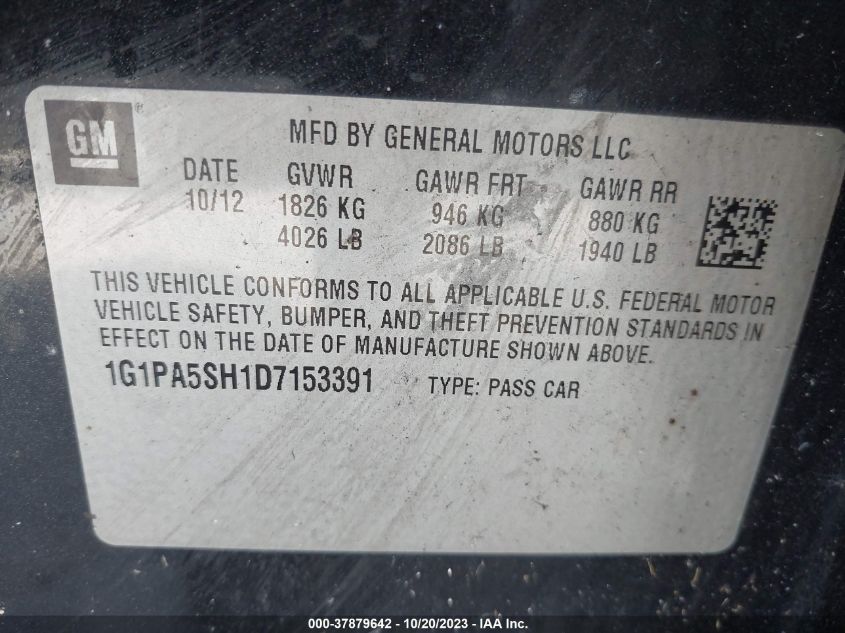 GM ®
MFD BY GENERAL MOTORS LLC
DATE GVWR GAWR FRT GAWR RR
10/12 1826 KG 946 KG 880 KG
4026 LB 2086 LB 1940 LB
THIS VEHICLE CONFORMS TO ALL APPLICABLE U.S. FEDERAL MOTOR
VEHICLE SAFETY, BUMPER, AND THEFT PREVENTION STANDARDS IN
EFFECT ON THE DATE OF MANUFACTURE SHOWN ABOVE.
1G1PA5SH1D7153391 TYPE: PASS CAR
000-37879642 / 10/20/2023 - IAA Inc.